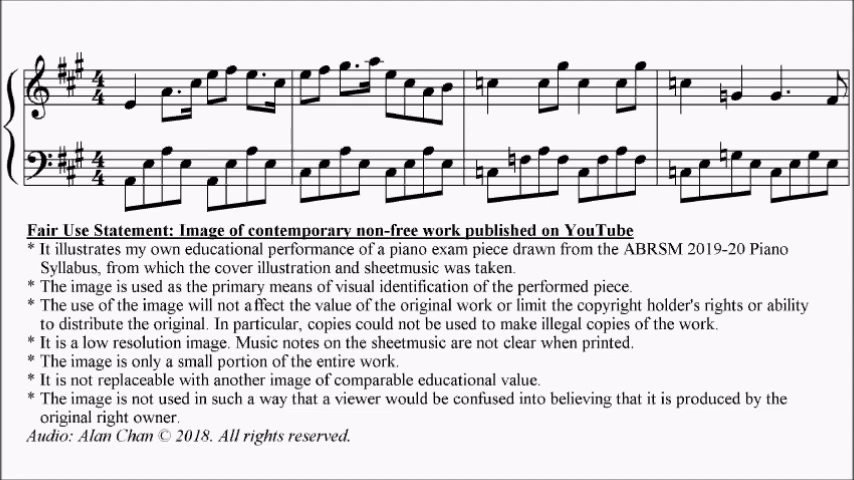 Fair Use Statement: Image of contemporary non-free work published on YouTube
* It illustrates my own educational performance of a piano exam piece drawn from the ABRSM 2019-20 Piano
Syllabus, from which the cover illustration and sheetmusic was taken.
* The image is used as the primary means of visual identification of the performed piece.
* The use of the image will not affect the value of the original work or limit the copyright holder's rights or ability
to distribute the original. In particular, copies could not be used to make illegal copies of the work.
* It is a low resolution image. Music notes on the sheetmusic are not clear when printed.
* The image is only a small portion of the entire work.
* It is not replaceable with another image of comparable educational value.
* The image is not used in such a way that a viewer would be confused into believing that it is produced by the
original right owner.
Audio: Alan Chan © 2018. All rights reserved.